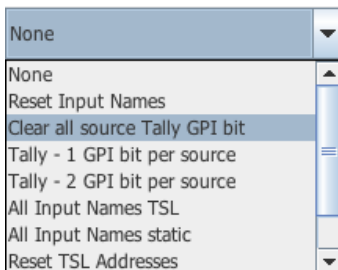 None
None
Reset Input Names
Clear all source Tally GPI bit
Tally - 1 GPI bit per source
Tally - 2 GPI bit per source
All Input Names TSL
All Input Names static
Reset TSL Addresses